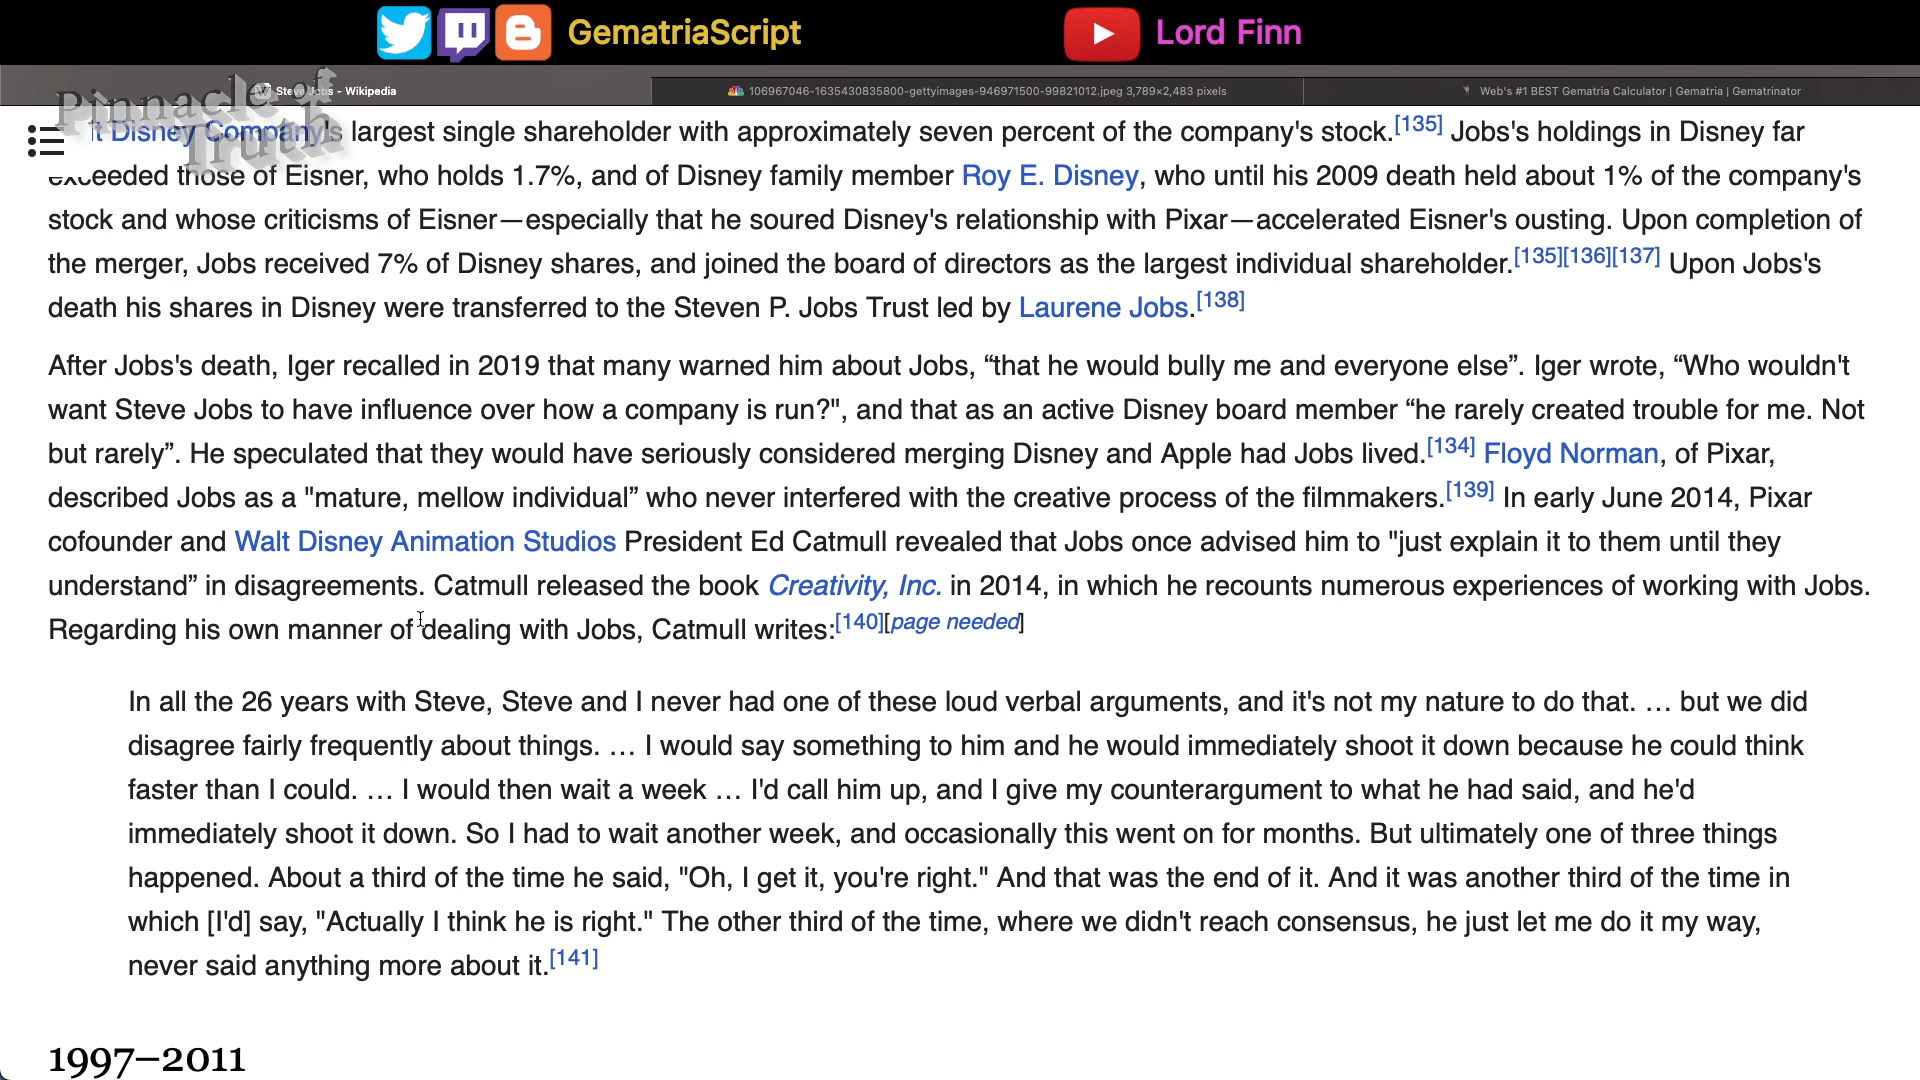 GematriaScript
Lord Finn
Pinnacle of
Truth
Steve Jobs - Wikipedia
106967046-1635430835800-gettyimages-946971500-99821012.jpeg 3,789×2,483 pixels
Web's #1 BEST Gematria Calculator | Gematria | Gematrinator
t Disney Company's largest single shareholder with approximately seven percent of the company's stock.[135] Jobs's holdings in Disney far
exceeded those of Eisner, who holds 1.7%, and of Disney family member Roy E. Disney, who until his 2009 death held about 1% of the company's
stock and whose criticisms of Eisner—especially that he soured Disney's relationship with Pixar—accelerated Eisner's ousting. Upon completion of
the merger, Jobs received 7% of Disney shares, and joined the board of directors as the largest individual shareholder.[135][136][137] Upon Jobs's
death his shares in Disney were transferred to the Steven P. Jobs Trust led by Laurene Jobs.[138]
After Jobs's death, Iger recalled in 2019 that many warned him about Jobs, “that he would bully me and everyone else”. Iger wrote, “Who wouldn't
want Steve Jobs to have influence over how a company is run?", and that as an active Disney board member “he rarely created trouble for me. Not
but rarely”. He speculated that they would have seriously considered merging Disney and Apple had Jobs lived.[134] Floyd Norman, of Pixar,
described Jobs as a "mature, mellow individual” who never interfered with the creative process of the filmmakers.[139] In early June 2014, Pixar
cofounder and Walt Disney Animation Studios President Ed Catmull revealed that Jobs once advised him to "just explain it to them until they
understand” in disagreements. Catmull released the book Creativity, Inc. in 2014, in which he recounts numerous experiences of working with Jobs.
Regarding his own manner of dealing with Jobs, Catmull writes:[140][page needed]
In all the 26 years with Steve, Steve and I never had one of these loud verbal arguments, and it's not my nature to do that. … but we did
disagree fairly frequently about things. … I would say something to him and he would immediately shoot it down because he could think
faster than I could. … I would then wait a week … I'd call him up, and I give my counterargument to what he had said, and he'd
immediately shoot it down. So I had to wait another week, and occasionally this went on for months. But ultimately one of three things
happened. About a third of the time he said, "Oh, I get it, you're right." And that was the end of it. And it was another third of the time in
which [I'd] say, "Actually I think he is right." The other third of the time, where we didn't reach consensus, he just let me do it my way,
never said anything more about it.[141]
1997–2011